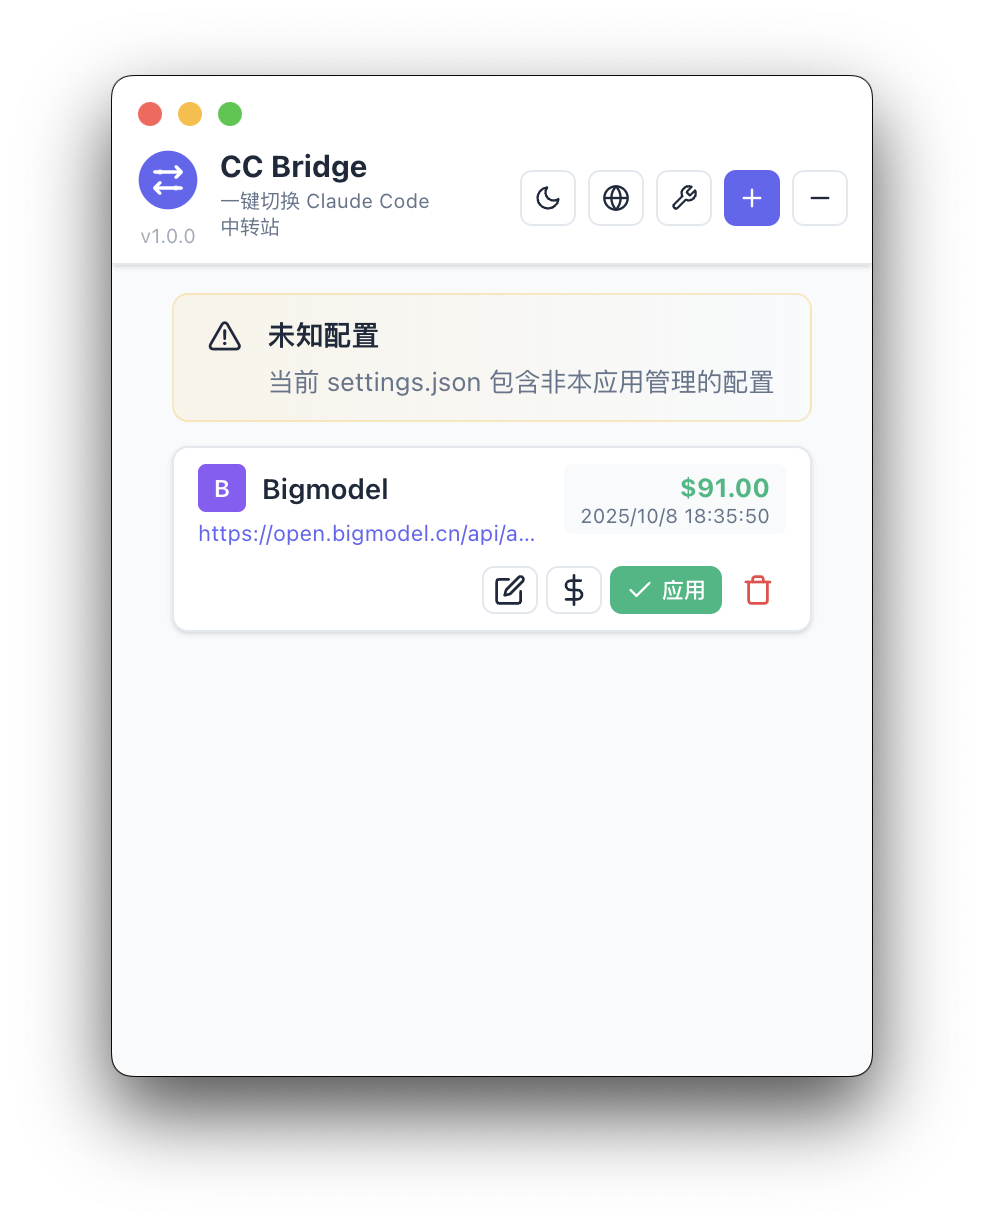 CC Bridge
一键切换 Claude Code
中转站
v1.0.0
未知配置
当前 settings.json 包含非本应用管理的配置
B
Bigmodel
$91.00
2025/10/8 18:35:50
https://open.bigmodel.cn/api/a...
应用